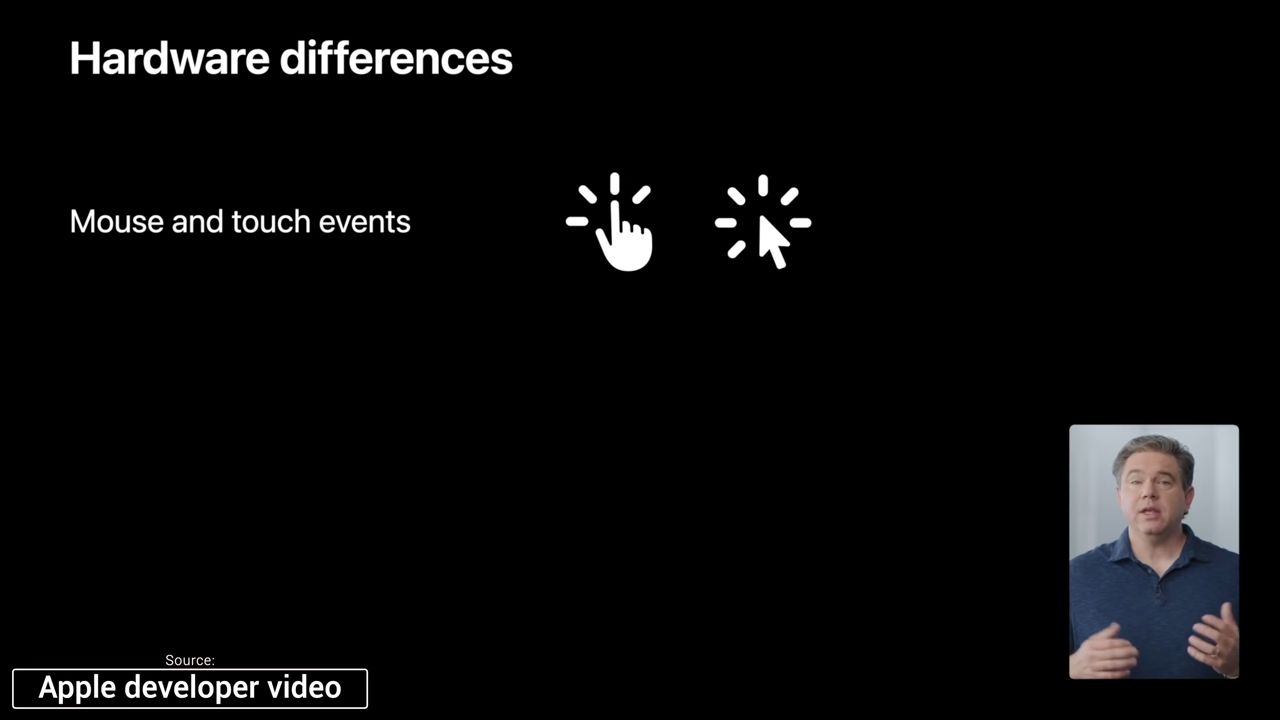 Hardware differences
Mouse and touch events
Source:
Apple developer video